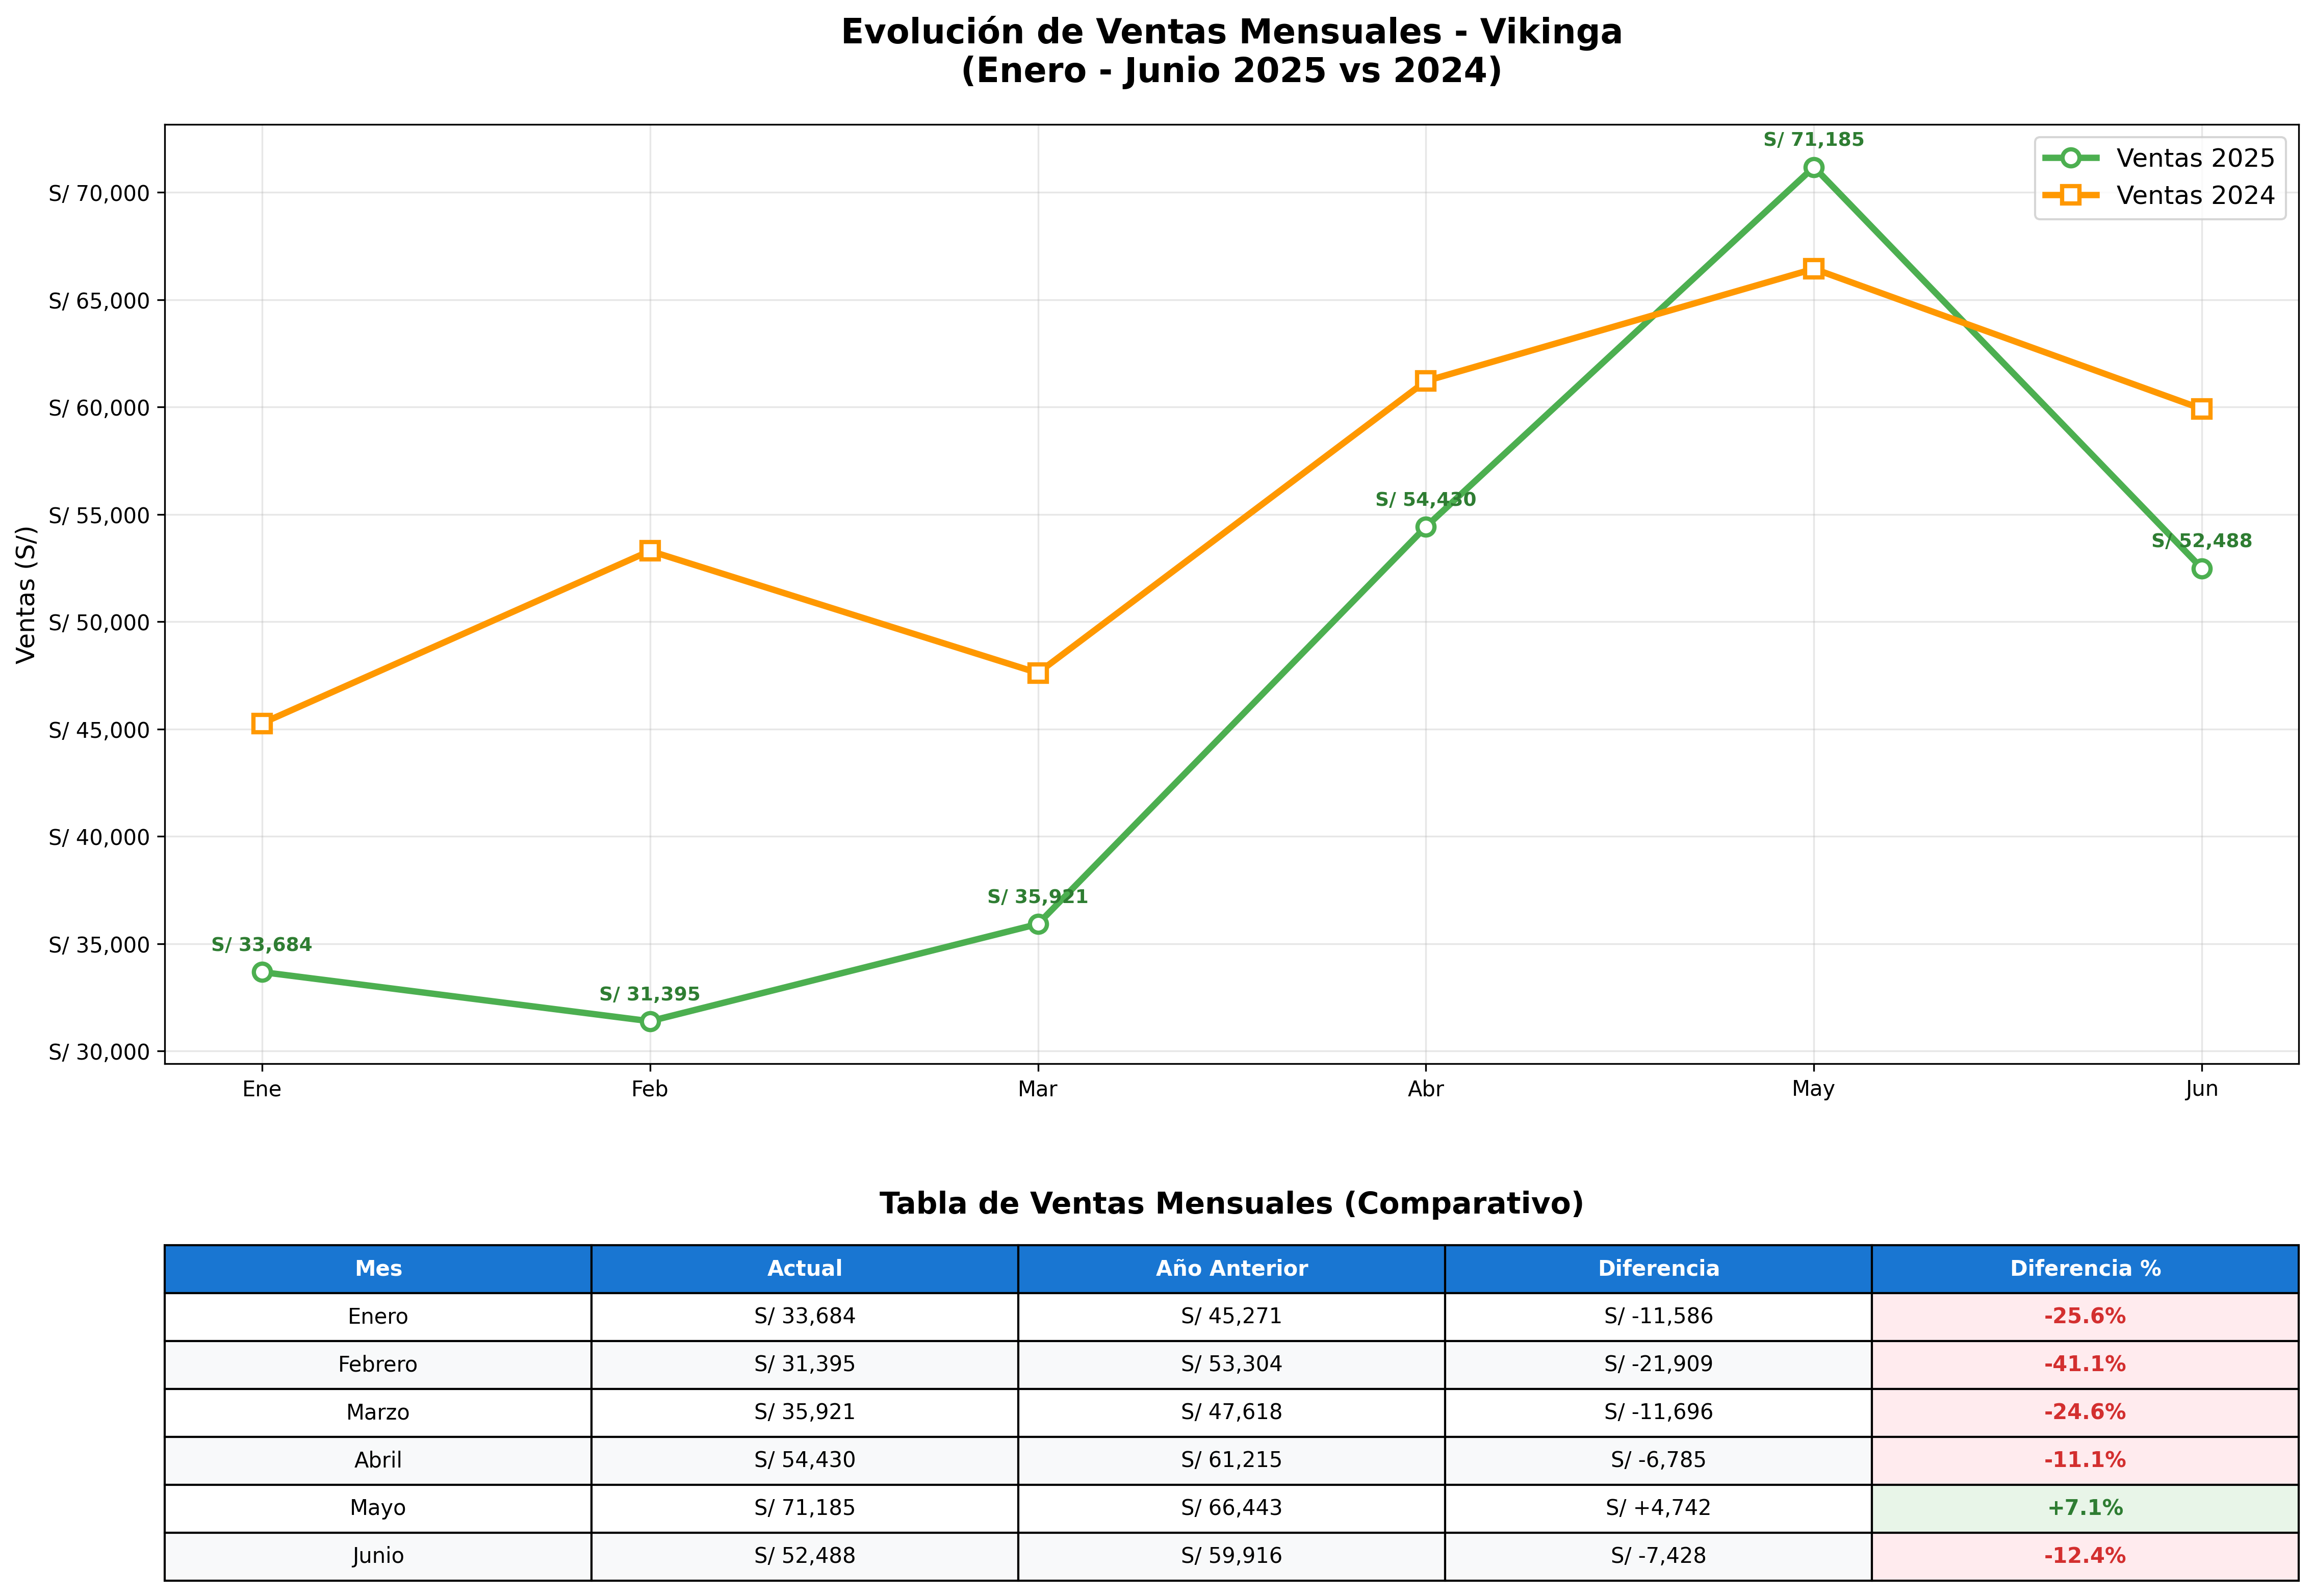 Evolución de Ventas Mensuales - Vikinga
(Enero - Junio 2025 vs 2024)
Ventas (S/)
S/ 70,000
S/ 65,000
S/ 60,000
S/ 55,000
S/ 50,000
S/ 45,000
S/ 40,000
S/ 35,000
S/ 30,000
S/ 33,684
S/ 31,395
S/ 35,921
S/ 54,430
S/ 71,185
S/ 52,488
Ventas 2025
Ventas 2024
Ene Feb Mar Abr May Jun
Tabla de Ventas Mensuales (Comparativo)
Mes Actual Año Anterior Diferencia Diferencia %
Enero S/ 33,684 S/ 45,271 S/ -11,586 -25.6%
Febrero S/ 31,395 S/ 53,304 S/ -21,909 -41.1%
Marzo S/ 35,921 S/ 47,618 S/ -11,696 -24.6%
Abril S/ 54,430 S/ 61,215 S/ -6,785 -11.1%
Mayo S/ 71,185 S/ 66,443 S/ +4,742 +7.1%
Junio S/ 52,488 S/ 59,916 S/ -7,428 -12.4%